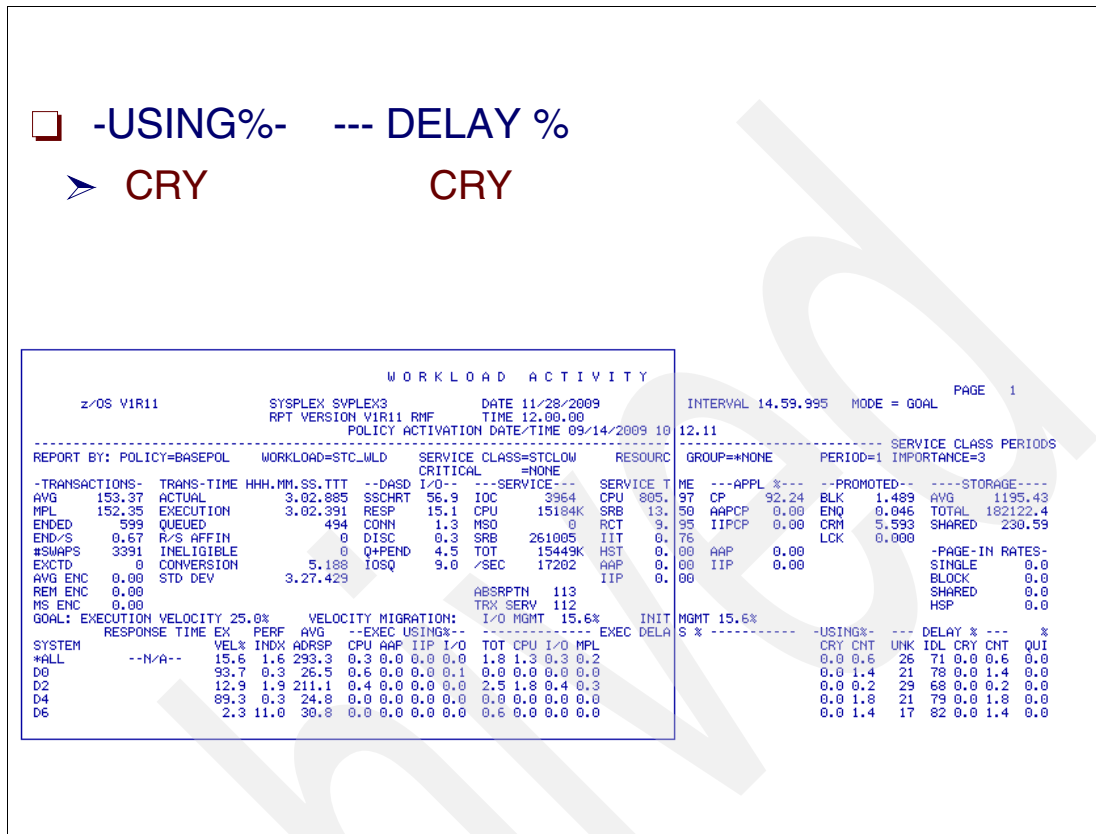 -USING%- --- DELAY %
CRY CRY
W O R K L O A D A C T I V I T Y
PAGE 1
z/OS V1R11 SYSPLEX SVPLEX3 DATE 11/28/2009 INTERVAL 14.59.995 MODE = GOAL
RPT VERSION V1R11 RMF TIME 12.00.00
POLICY ACTIVATION DATE/TIME 09/14/2009 10 12.11
SERVICE CLASS PERIODS
REPORT BY: POLICY=BASEPOL WORKLOAD=STC_WLD SERVICE CLASS=STCLOW RESOURC GROUP=*NONE PERIOD=1 IMPORTANCE=3
CRITICAL =NONE
-TRANSACTIONS- TRANS-TIME HHH.MM.SS.TTT --DASD I/O-- ---SERVICE--- SERVICE T ME ---APPL %--- --PROMOTED-- ----STORAGE----
AVG 153.37 ACTUAL 3.02.885 SSCHRT 56.9 IOC 3964 CPU 805. 97 CP 92.24 BLK 1.489 AVG 1195.43
MPL 152.35 EXECUTION 3.02.391 RESP 15.1 CPU 15184K SRB 13. 50 AAPCP 0.00 ENQ 0.046 TOTAL 182122.4
ENDED 599 QUEUED 494 CONN 1.3 MSO 0 RCT 9. 95 IIPCP 0.00 CRM 5.593 SHARED 230.59
END/S 0.67 R/S AFFIN 0 DISC 0.3 SRB 261005 IIT 0. 76 LCK 0.000
#SWAPS 3391 INELIGIBLE 0 Q+PEND 4.5 TOT 15449K HST 0. 00 AAP 0.00 -PAGE-IN RATES-
EXCTD 0 CONVERSION 5.188 IOSQ 9.0 /SEC 17202 AAP 0. 00 IIP 0.00 SINGLE 0.0
AVG ENC 0.00 STD DEV 3.27.429 IIP 0. 00 BLOCK 0.0
REM ENC 0.00 ABSRPTN 113 SHARED 0.0
MS ENC 0.00 TRX SERV 112 HSP 0.0
GOAL: EXECUTION VELOCITY 25.0% VELOCITY MIGRATION: I/O MGMT 15.6% INIT MGMT 15.6%
RESPONSE TIME EX PERF AVG --EXEC USING%-- ------------- EXEC DELA S % ----------- -USING%- --- DELAY % --- %
SYSTEM VEL% INDX ADRSP CPU AAP IIP I/O TOT CPU I/O MPL CRY CNT UNK IDL CRY CNT QUI
*ALL --N/A-- 15.6 1.6 293.3 0.3 0.0 0.0 0.0 1.8 1.3 0.3 0.2 0.0 0.6 26 71 0.0 0.6 0.0
D0 93.7 0.3 26.5 0.6 0.0 0.0 0.1 0.0 0.0 0.0 0.0 0.0 1.4 21 78 0.0 1.4 0.0
D2 12.9 1.9 211.1 0.4 0.0 0.0 0.0 2.5 1.8 0.4 0.3 0.0 0.2 29 68 0.0 0.2 0.0
D4 89.3 0.3 24.8 0.0 0.0 0.0 0.0 0.0 0.0 0.0 0.0 0.0 1.8 21 79 0.0 1.8 0.0
D6 2.3 11.0 30.8 0.0 0.0 0.0 0.0 0.6 0.0 0.0 0.0 0.0 1.4 17 82 0.0 1.4 0.0